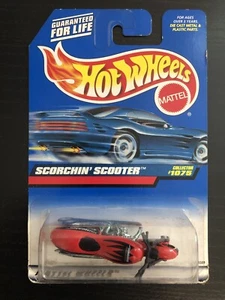 GUARANTEED
FOR LIFE
FOR AGES
OVER 3 YEARS.
DIE CAST METAL &
PLASTIC PARTS.
HOT WHEELS
MATTEL
SCORCHIN' SCOOTER™
COLLECTOR
#1075